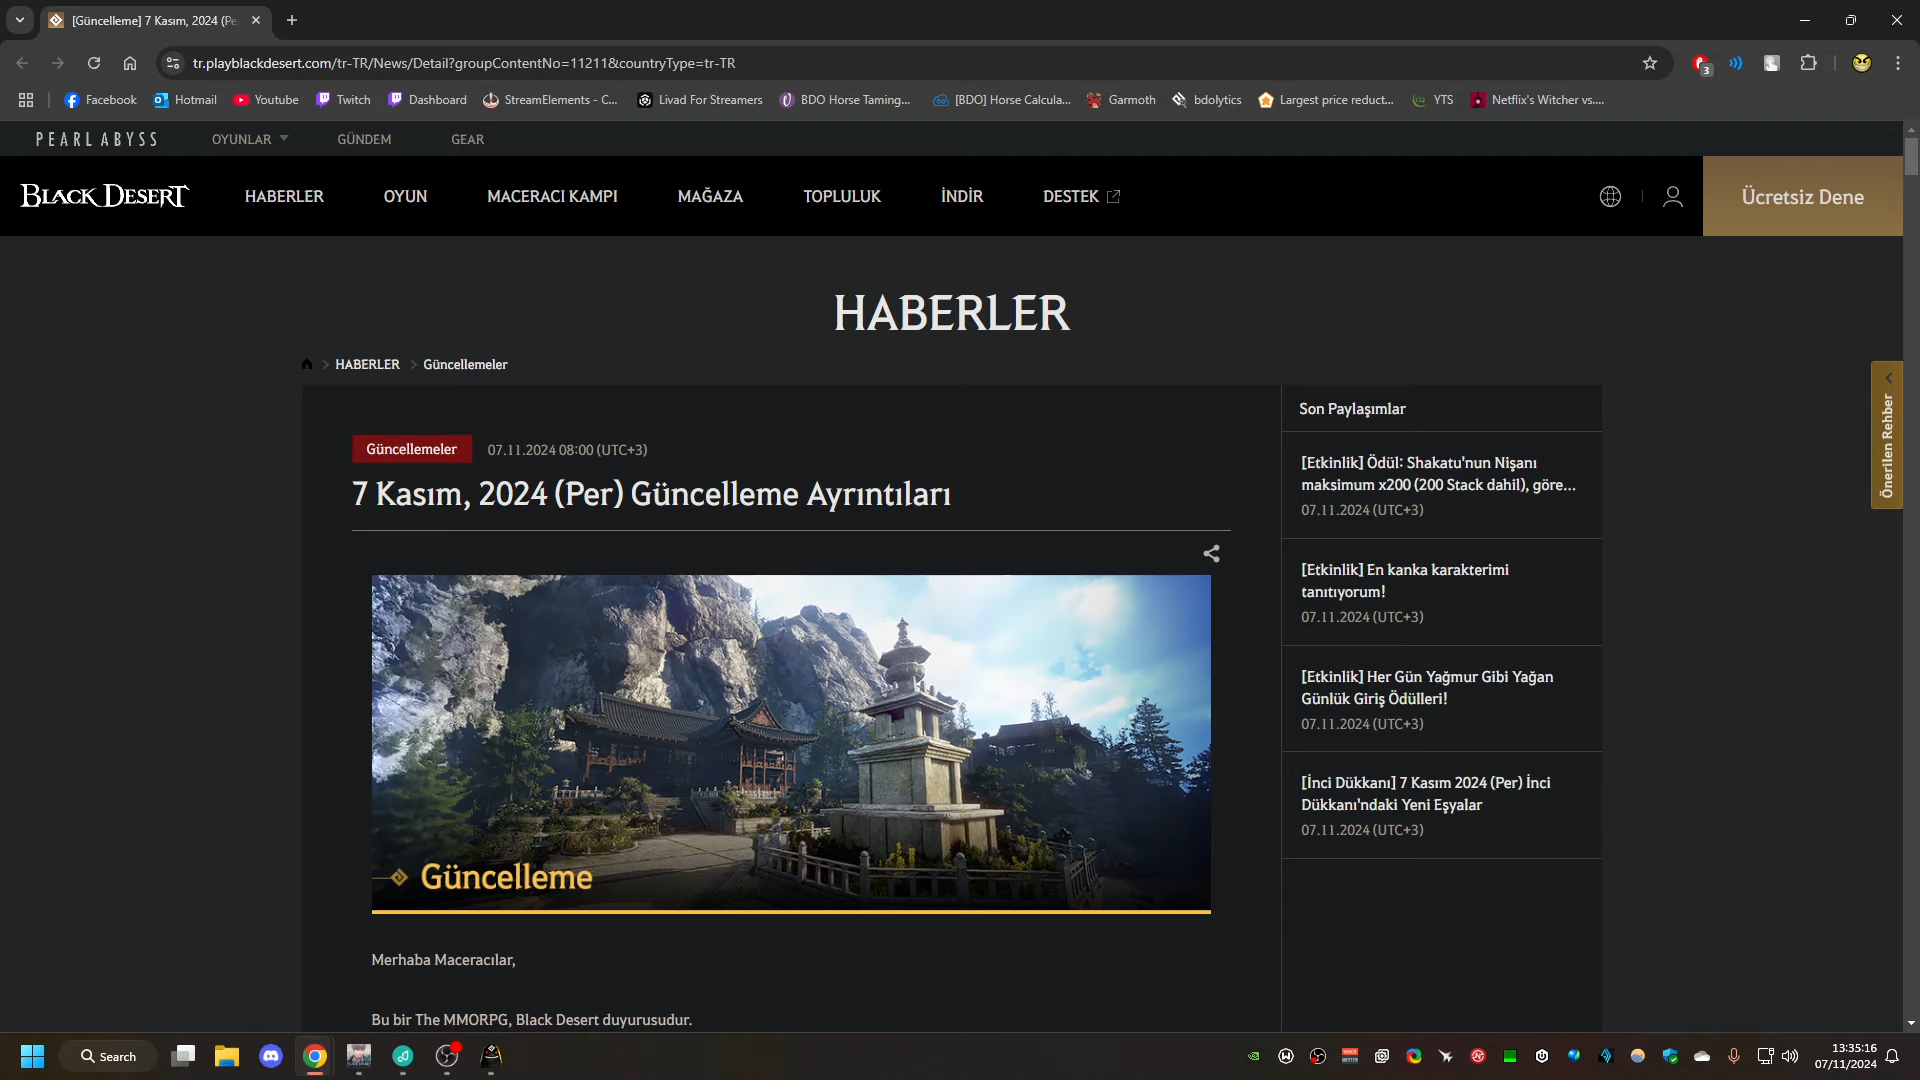 [Güncelleme] 7 Kasım, 2024 (Pe
tr.playblackdesert.com/tr-TR/News/Detail?groupContentNo=11211&countryType=tr-TR
3
Facebook
Hotmail
Youtube
Twitch
Dashboard
StreamElements - C...
Livad For Streamers
BDO Horse Taming...
[BDO] Horse Calcula...
Garmoth
bdolytics
Largest price reduct...
YTS
Netflix's Witcher vs....
PEARL ABYSS
OYUNLAR
GÜNDEM
GEAR
BLACK DESERT
HABERLER
OYUN
MACERACI KAMPI
MAĞAZA
TOPLULUK
İNDİR
DESTEK
Ücretsiz Dene
HABERLER
HABERLER
Güncellemeler
Güncellemeler
07.11.2024 08:00 (UTC+3)
7 Kasım, 2024 (Per) Güncelleme Ayrıntıları
Güncelleme
Merhaba Maceracılar,
Bu bir The MMORPG, Black Desert duyurusudur.
Son Paylaşımlar
[Etkinlik] Ödül: Shakatu'nun Nişanı
maksimum x200 (200 Stack dahil), göre...
07.11.2024 (UTC+3)
[Etkinlik] En kanka karakterimi
tanıtıyorum!
07.11.2024 (UTC+3)
[Etkinlik] Her Gün Yağmur Gibi Yağan
Günlük Giriş Ödülleri!
07.11.2024 (UTC+3)
[İnci Dükkanı] 7 Kasım 2024 (Per) İnci
Dükkanı'ndaki Yeni Eşyalar
07.11.2024 (UTC+3)
Önerilen Rehber
Search
13:35:16
07/11/2024